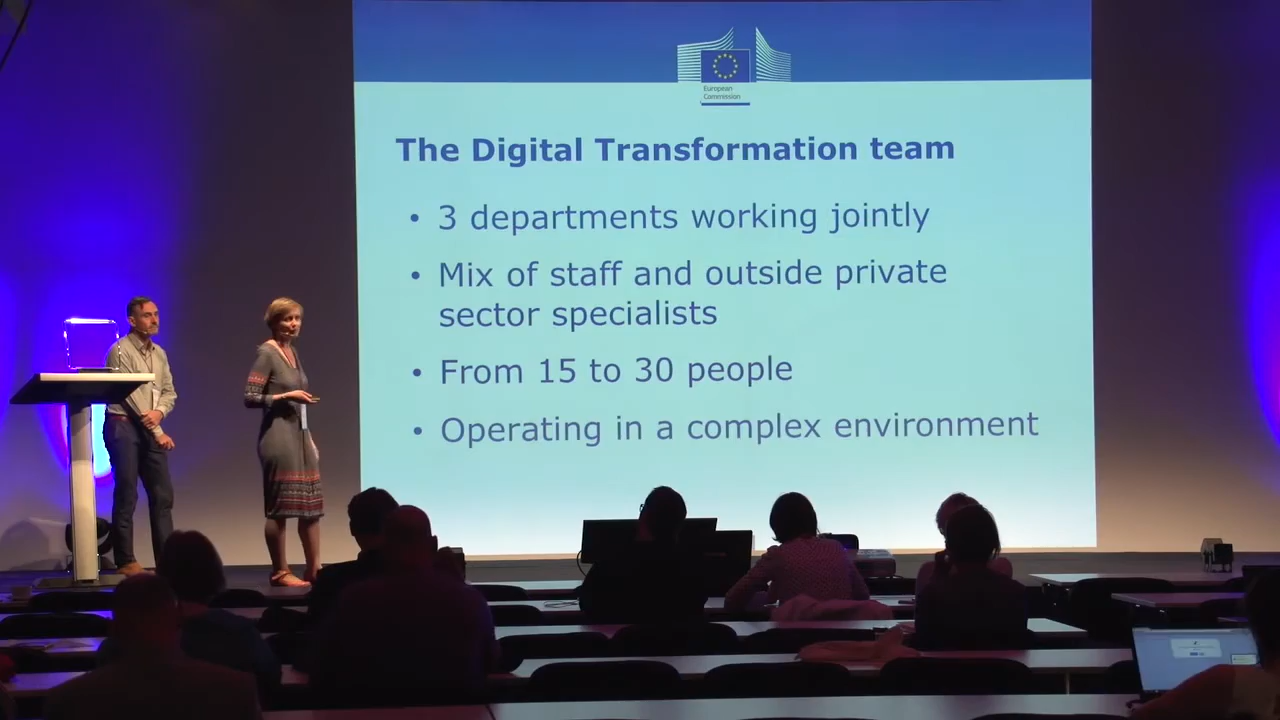 European
Commission
The Digital Transformation team
• 3 departments working jointly
• Mix of staff and outside private
sector specialists
• From 15 to 30 people
• Operating in a complex environment